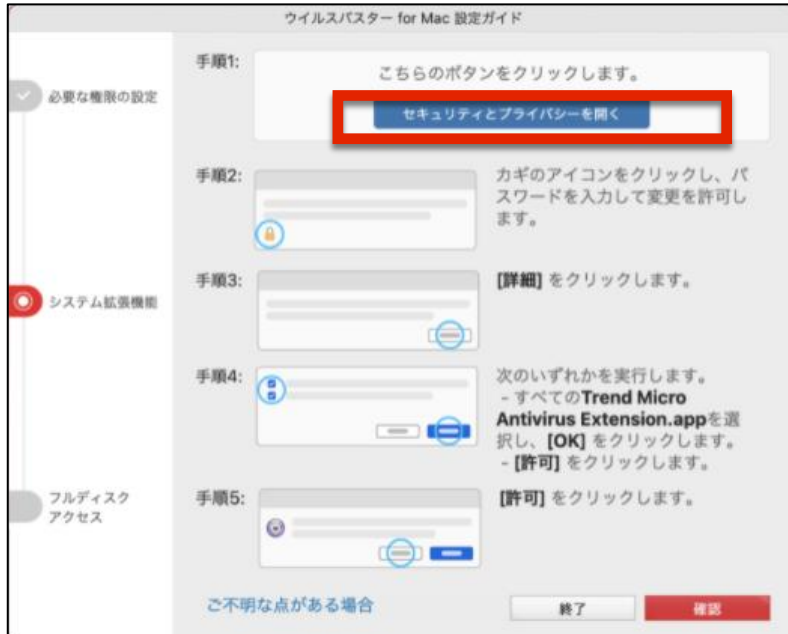 ウイルスバスター for Mac 設定ガイド
必要な権限の設定
システム拡張機能
フルディスク
アクセス
手順1:
こちらのボタンをクリックします。
セキュリティとプライバシーを開く
手順2:
カギのアイコンをクリックし、パ
スワードを入力して変更を許可し
ます。
手順3:
[詳細] をクリックします。
手順4:
次のいずれかを実行します。
- すべてのTrend Micro
Antivirus Extension.appを選
択し、[OK] をクリックします。
- [許可] をクリックします。
手順5:
[許可] をクリックします。
ご不明な点がある場合
終了
確認